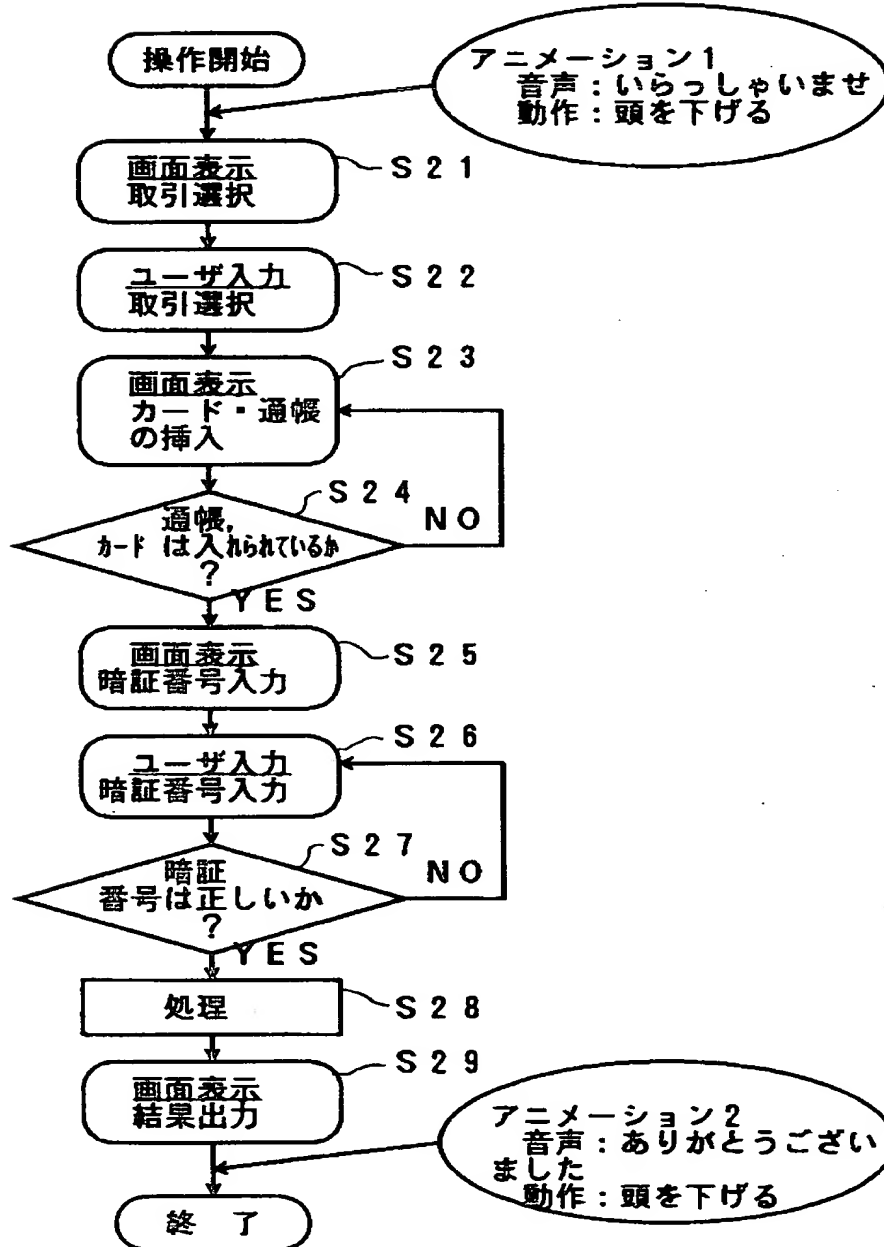 操作開始
アニメーション1
音声：いらっしゃいませ
動作：頭を下げる
画面表示
取引選択
S21
ユーザ入力
取引選択
S22
画面表示
カード・通帳
の挿入
S23
通帳，
カード は入れられているか
？
S24
NO
YES
画面表示
暗証番号入力
S25
ユーザ入力
暗証番号入力
S26
暗証
番号は正しいか
？
S27
NO
YES
処理
S28
画面表示
結果出力
S29
アニメーション2
音声：ありがとうござい
ました
動作：頭を下げる
終 了